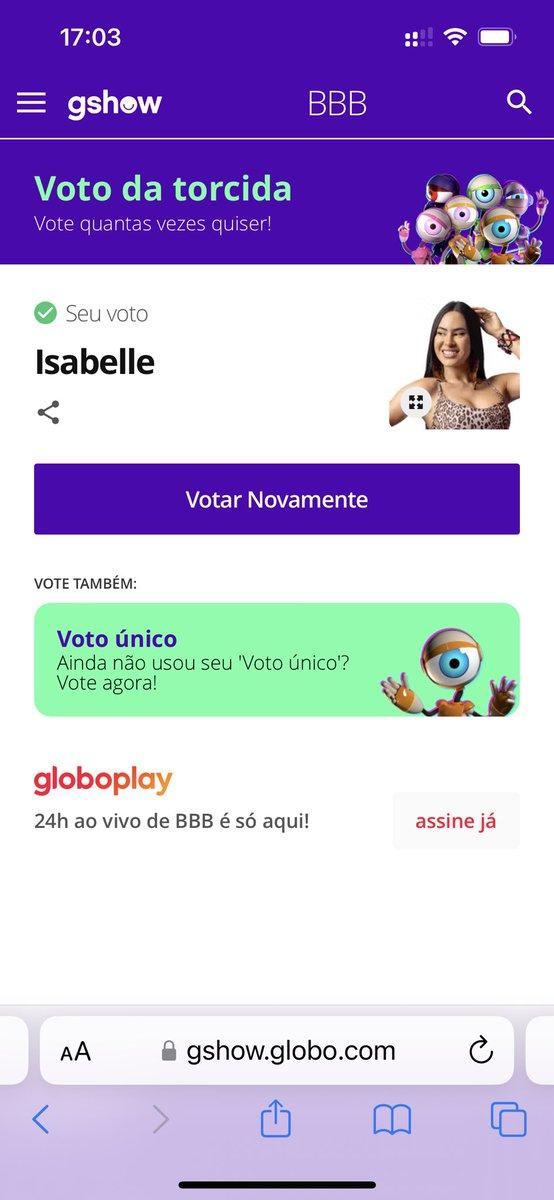 17:03
gshow
BBB
Voto da torcida
Vote quantas vezes quiser!
Seu voto
Isabelle
Votar Novamente
VOTE TAMBÉM:
Voto único
Ainda não usou seu 'Voto único'?
Vote agora!
globoplay
24h ao vivo de BBB é só aqui!
assine já
AA
gshow.globo.com